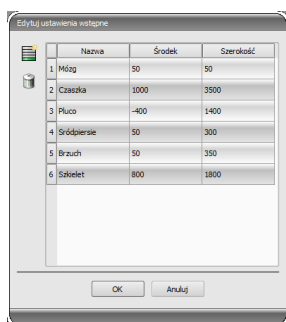 Edytuj ustawienia wstępne
Nazwa Środek Szerokość
1 Mózg 50 50
2 Czaszka 1000 3500
3 Płuco -400 1400
4 Śródpiersie 50 300
5 Brzuch 50 350
6 Szkielet 800 1800
OK Anuluj